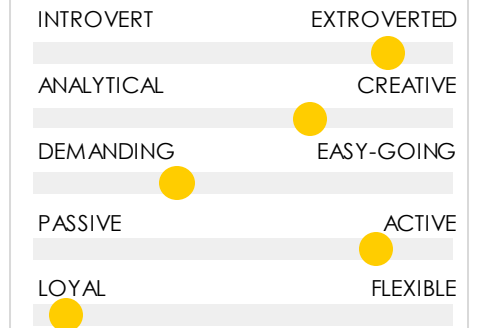 INTROVERT EXTROVERTED
ANALYTICAL CREATIVE
DEMANDING EASY-GOING
PASSIVE ACTIVE
LOYAL FLEXIBLE